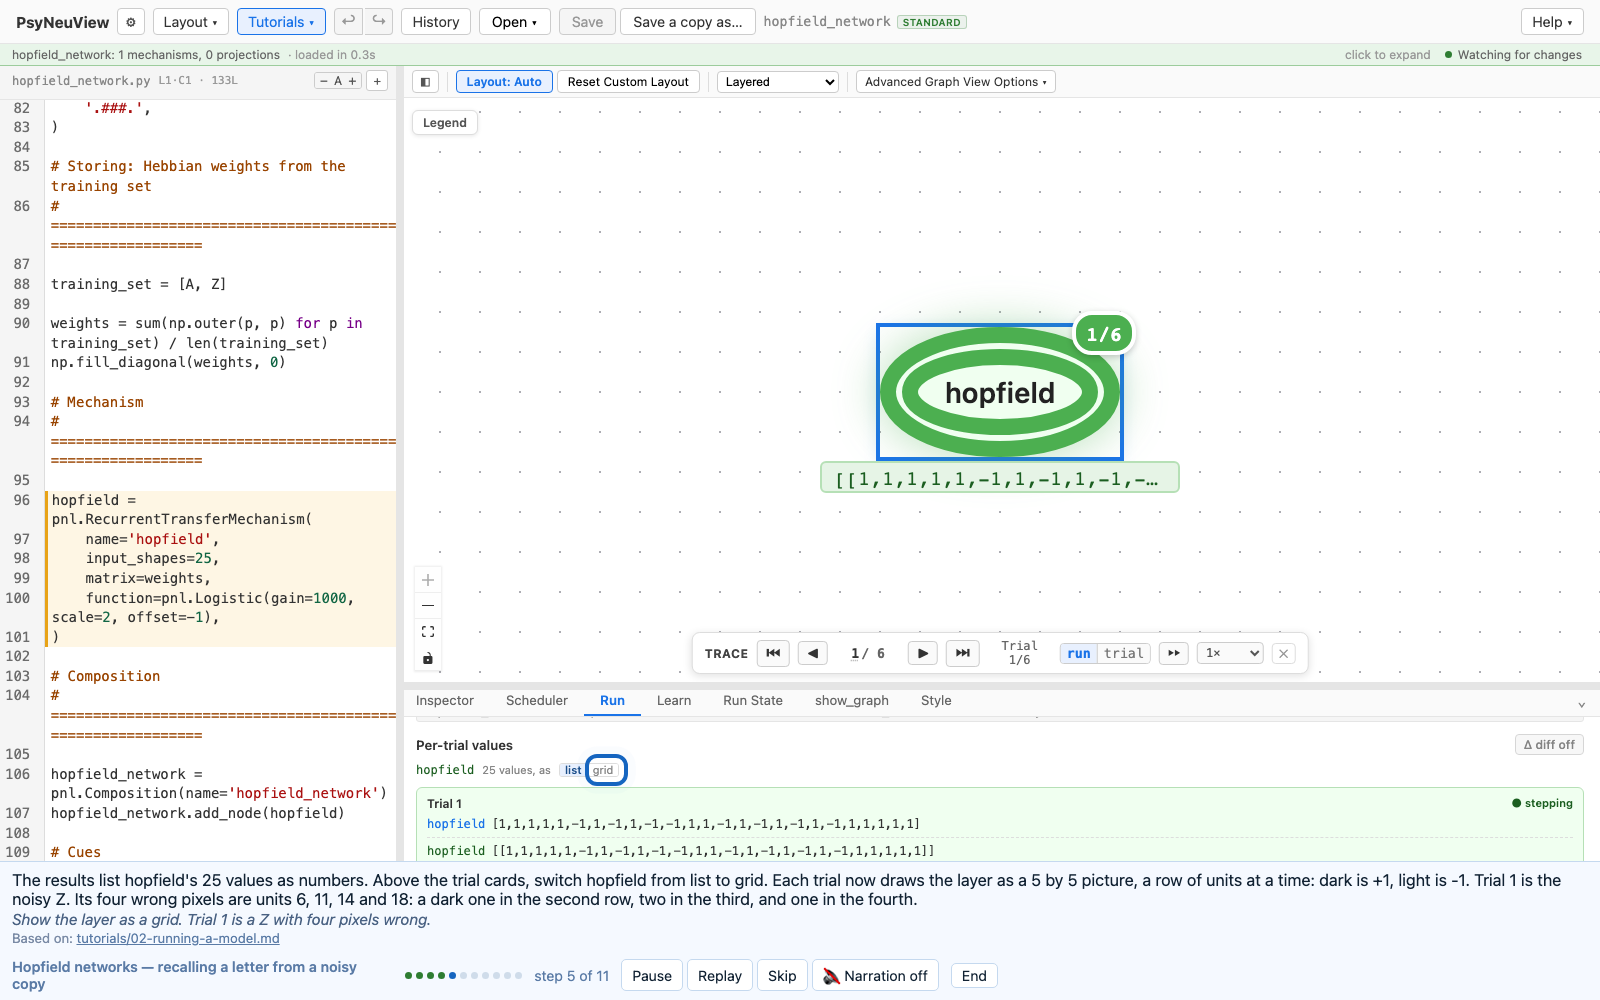 PsyNeuView
⚙
Layout ▾
Tutorials ▾
↩
↪
History
Open ▾
Save
Save a copy as...
hopfield_network
STANDARD
Help ▾
hopfield_network: 1 mechanisms, 0 projections · loaded in 0.3s
click to expand
Watching for changes
hopfield_network.py L1·C1 · 133L
− A +
+
Layout: Auto
Reset Custom Layout
Layered
Advanced Graph View Options ▾
82 '.###.',
83 )
84
85 # Storing: Hebbian weights from the
training set
86 #
=========================================
==================
87
88 training_set = [A, Z]
89
90 weights = sum(np.outer(p, p) for p in
training_set) / len(training_set)
91 np.fill_diagonal(weights, 0)
92
93 # Mechanism
94 #
=========================================
==================
95
96 hopfield =
pnl.RecurrentTransferMechanism(
97 name='hopfield',
98 input_shapes=25,
99 matrix=weights,
100 function=pnl.Logistic(gain=1000,
scale=2, offset=−1),
101 )
102
103 # Composition
104 #
=========================================
==================
105
106 hopfield_network =
pnl.Composition(name='hopfield_network')
107 hopfield_network.add_node(hopfield)
108
109 # Cues
Legend
1/6
hopfield
[[1,1,1,1,1,−1,1,−1,1,−1,−…
TRACE
1/ 6
Trial
1/6
run trial
1×
Inspector
Scheduler
Run
Learn
Run State
show_graph
Style
Per-trial values
Δ diff off
hopfield 25 values, as list grid
Trial 1
stepping
hopfield [1,1,1,1,1,−1,1,−1,1,−1,−1,1,1,−1,1,−1,1,−1,1,−1,1,1,1,1,1]
hopfield [[1,1,1,1,1,−1,1,−1,1,−1,−1,1,1,−1,1,−1,1,−1,1,−1,1,1,1,1,1]]
The results list hopfield's 25 values as numbers. Above the trial cards, switch hopfield from list to grid. Each trial now draws the layer as a 5 by 5 picture, a row of units at a time: dark is +1, light is -1. Trial 1 is the
noisy Z. Its four wrong pixels are units 6, 11, 14 and 18: a dark one in the second row, two in the third, and one in the fourth.
Show the layer as a grid. Trial 1 is a Z with four pixels wrong.
Based on: tutorials/02-running-a-model.md
Hopfield networks — recalling a letter from a noisy
copy
step 5 of 11
Pause
Replay
Skip
Narration off
End